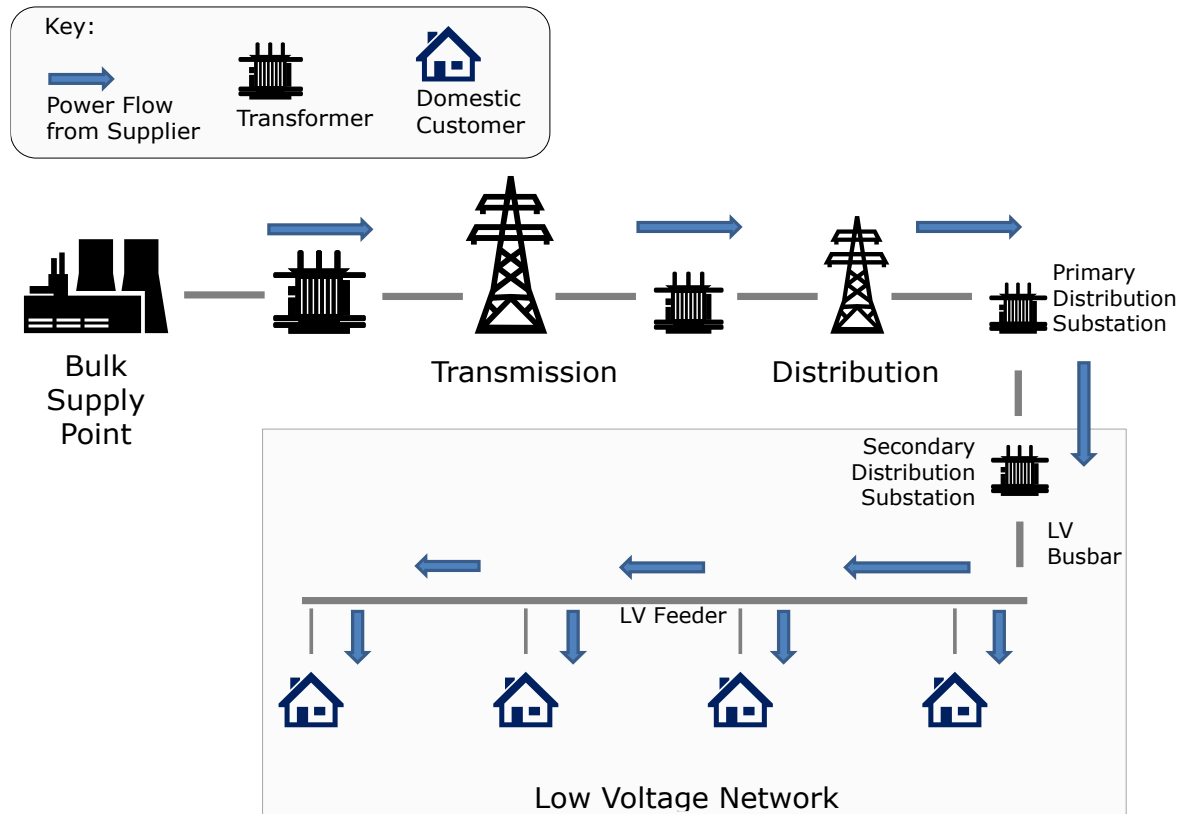 Key:
Power Flow
from Supplier
Transformer
Domestic
Customer
Primary
Distribution
Substation
Bulk
Supply
Point
Transmission
Distribution
Secondary
Distribution
Substation
LV
Busbar
LV Feeder
Low Voltage Network